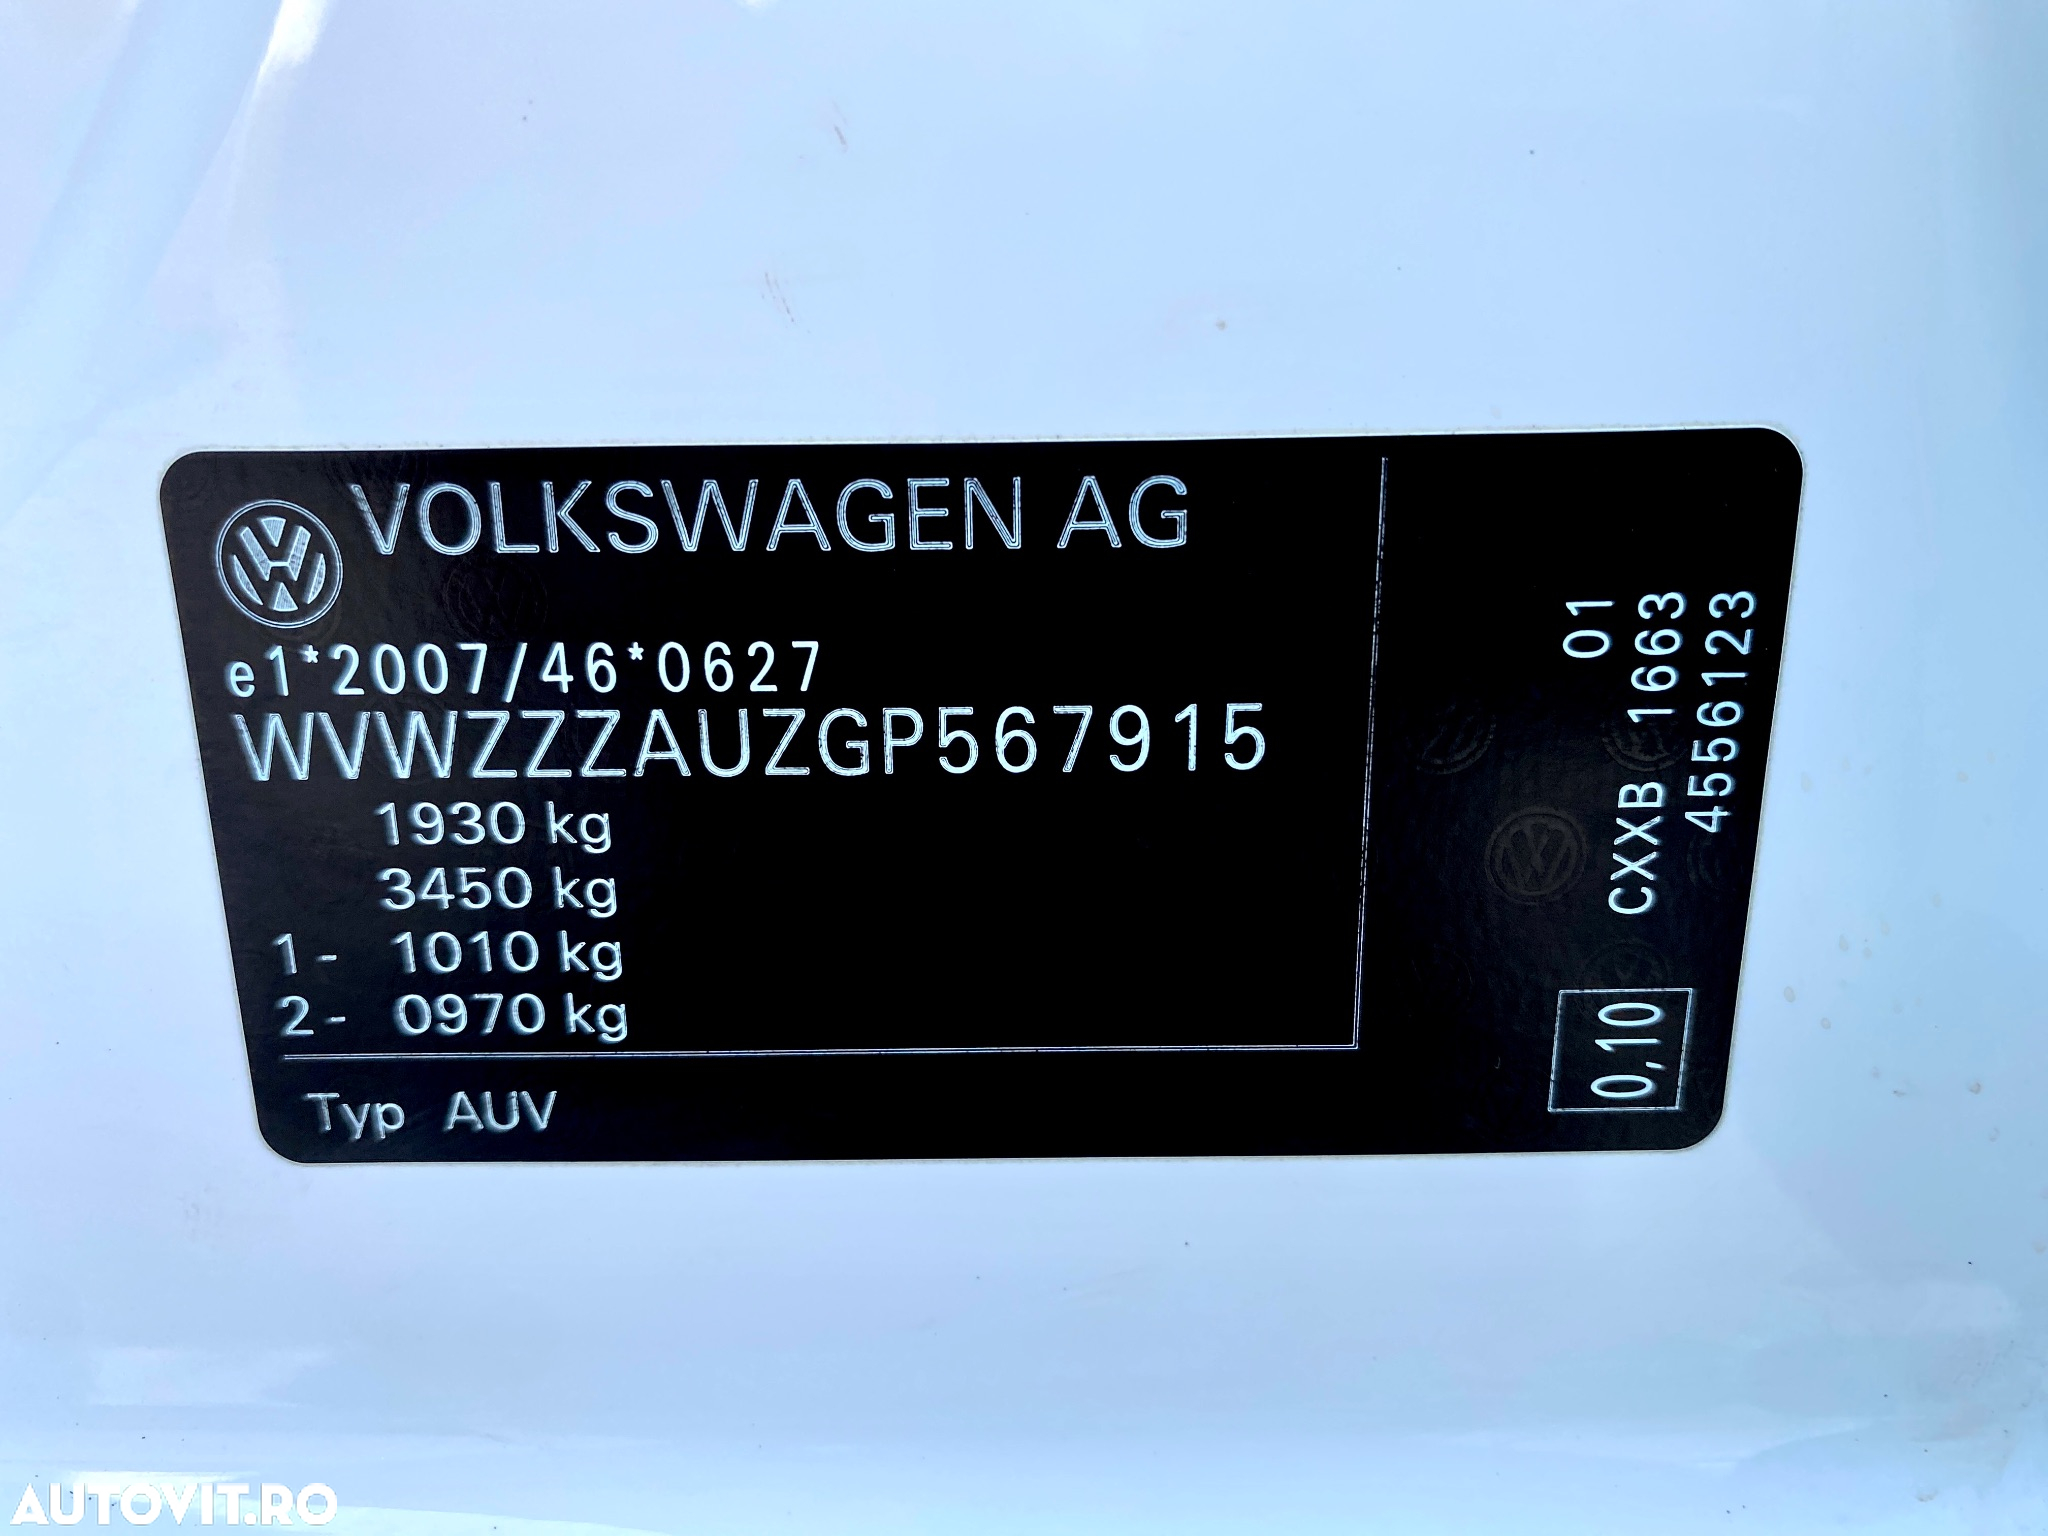 VOLKSWAGEN AG
e1*2007/46*0627
WVWZZZAUZGP567915
1930 kg
3450 kg
1- 1010 kg
2- 0970 kg
Typ AUV
01
CXXB 1663
4556123
0,10
AUTOVIT.RO